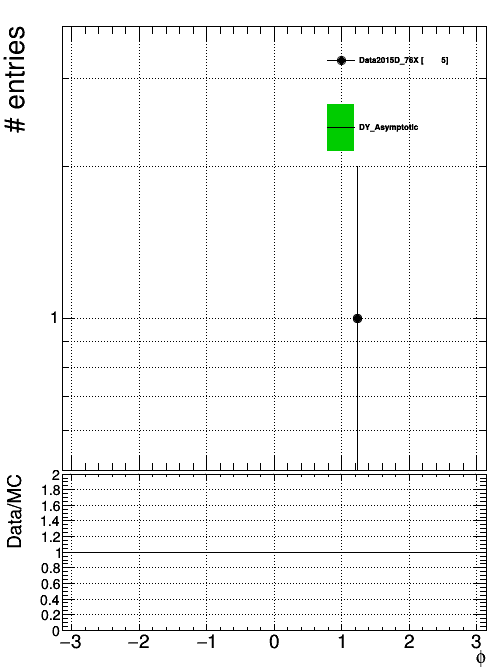 # entries
Data2015D_76X [ 5]
DY_Asymptotic
1
Data/MC
2
1.8
1.6
1.4
1.2
1
0.8
0.6
0.4
0.2
0
−3 −2 −1 0 1 2 3
ϕ